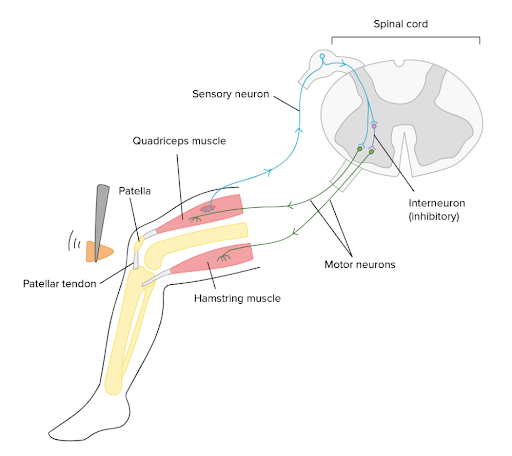 Spinal cord
Sensory neuron
Quadriceps muscle
Patella
Interneuron
(inhibitory)
Motor neurons
Patellar tendon
Hamstring muscle